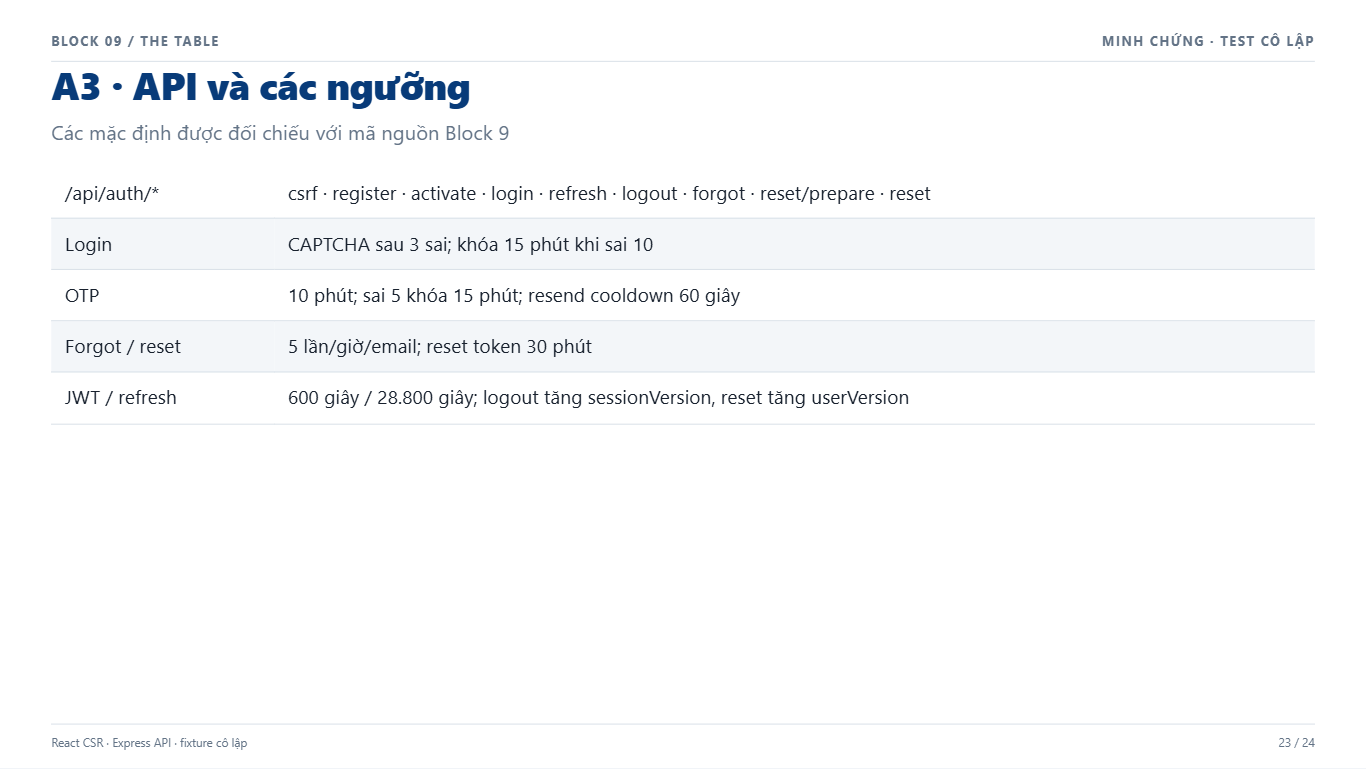 BLOCK 09 / THE TABLE
MINH CHỨNG · TEST CÔ LẬP
A3 · API và các ngưỡng
Các mặc định được đối chiếu với mã nguồn Block 9
/api/auth/* csrf · register · activate · login · refresh · logout · forgot · reset/prepare · reset
Login CAPTCHA sau 3 sai; khóa 15 phút khi sai 10
OTP 10 phút; sai 5 khóa 15 phút; resend cooldown 60 giây
Forgot / reset 5 lần/giờ/email; reset token 30 phút
JWT / refresh 600 giây / 28.800 giây; logout tăng sessionVersion, reset tăng userVersion
React CSR · Express API · fixture cô lập
23 / 24